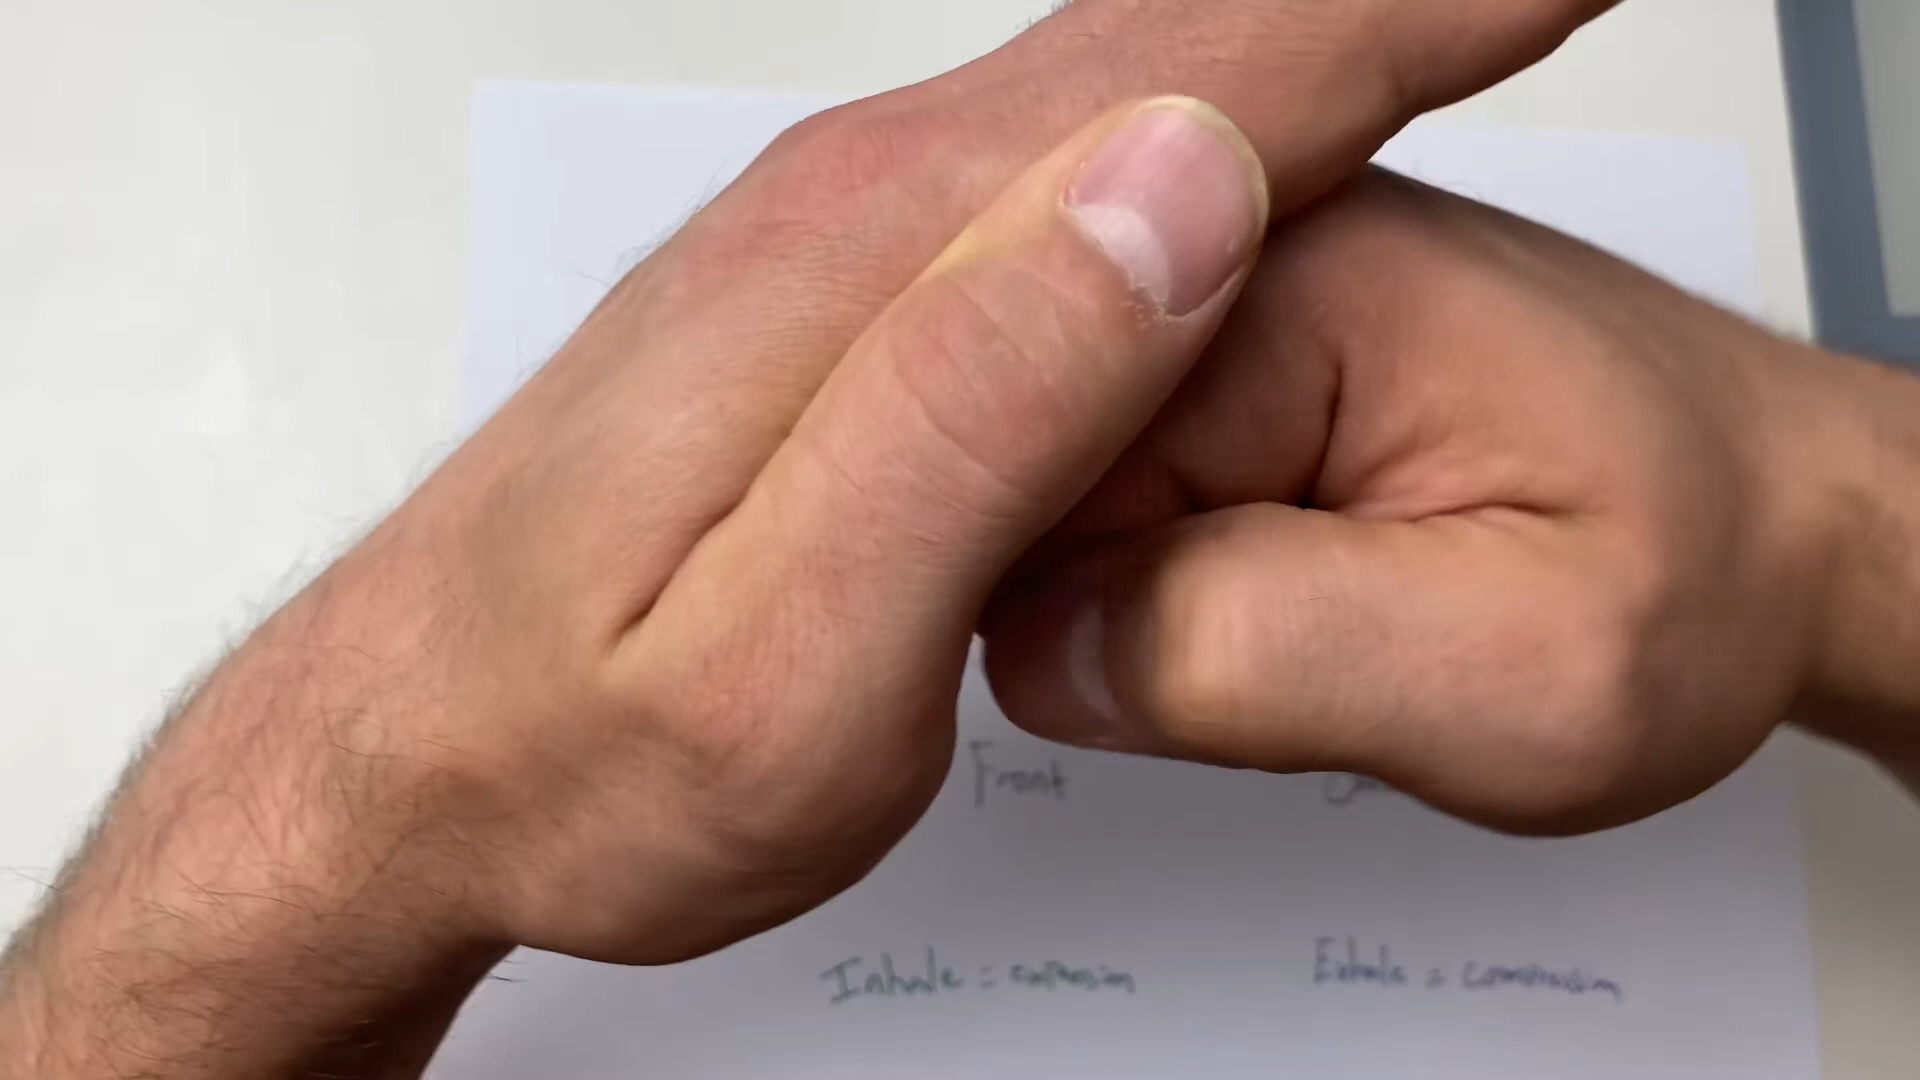 Front
Inhale = expansion Exhale = compression